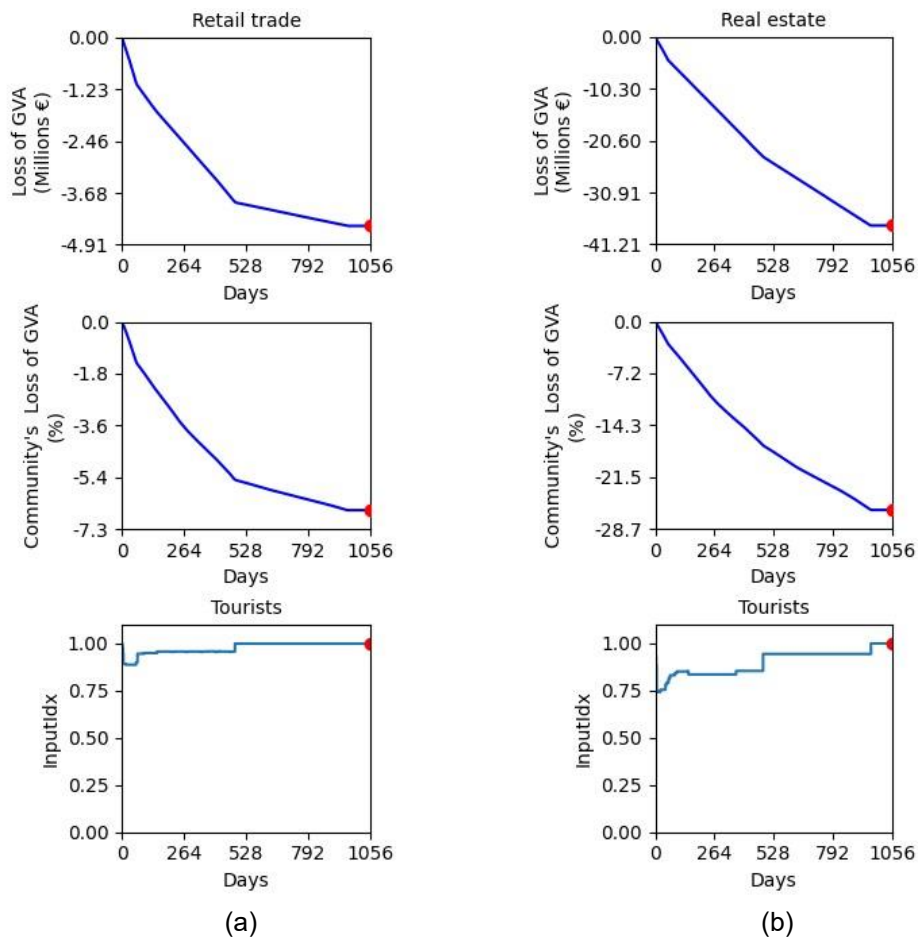 Retail trade
Loss of GVA
(Millions €)
0.00
-1.23
-2.46
-3.68
-4.91
0 264 528 792 1056
Days
Community's Loss of GVA
(%)
0.0
-1.8
-3.6
-5.4
-7.3
0 264 528 792 1056
Days
Tourists
InputIdx
1.00
0.75
0.50
0.25
0.00
0 264 528 792 1056
Days
(a)
Real estate
Loss of GVA
(Millions €)
0.00
-10.30
-20.60
-30.91
-41.21
0 264 528 792 1056
Days
Community's Loss of GVA
(%)
0.0
-7.2
-14.3
-21.5
-28.7
0 264 528 792 1056
Days
Tourists
InputIdx
1.00
0.75
0.50
0.25
0.00
0 264 528 792 1056
Days
(b)